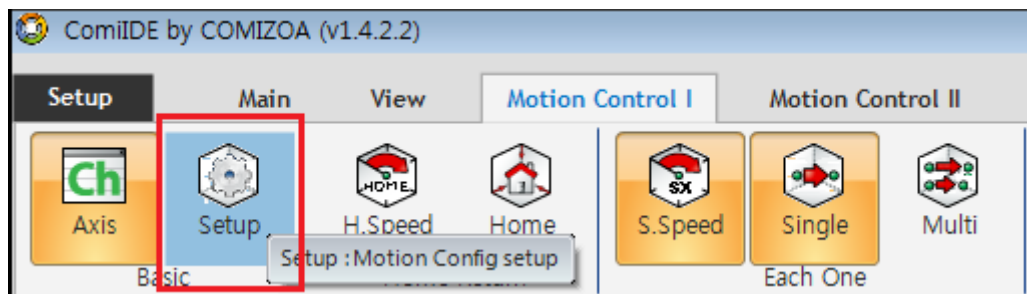 ComiIDE by COMIZOA (v1.4.2.2)
Setup Main View Motion Control I Motion Control II
Ch HOME SX
Axis Setup H.Speed Home S.Speed Single Multi
Setup : Motion Config setup
Basic Each One